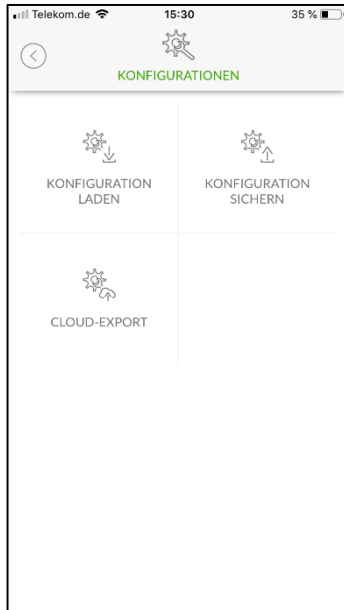 Telekom.de 15:30 35 %
KONFIGURATIONEN
KONFIGURATION
LADEN
KONFIGURATION
SICHERN
CLOUD-EXPORT